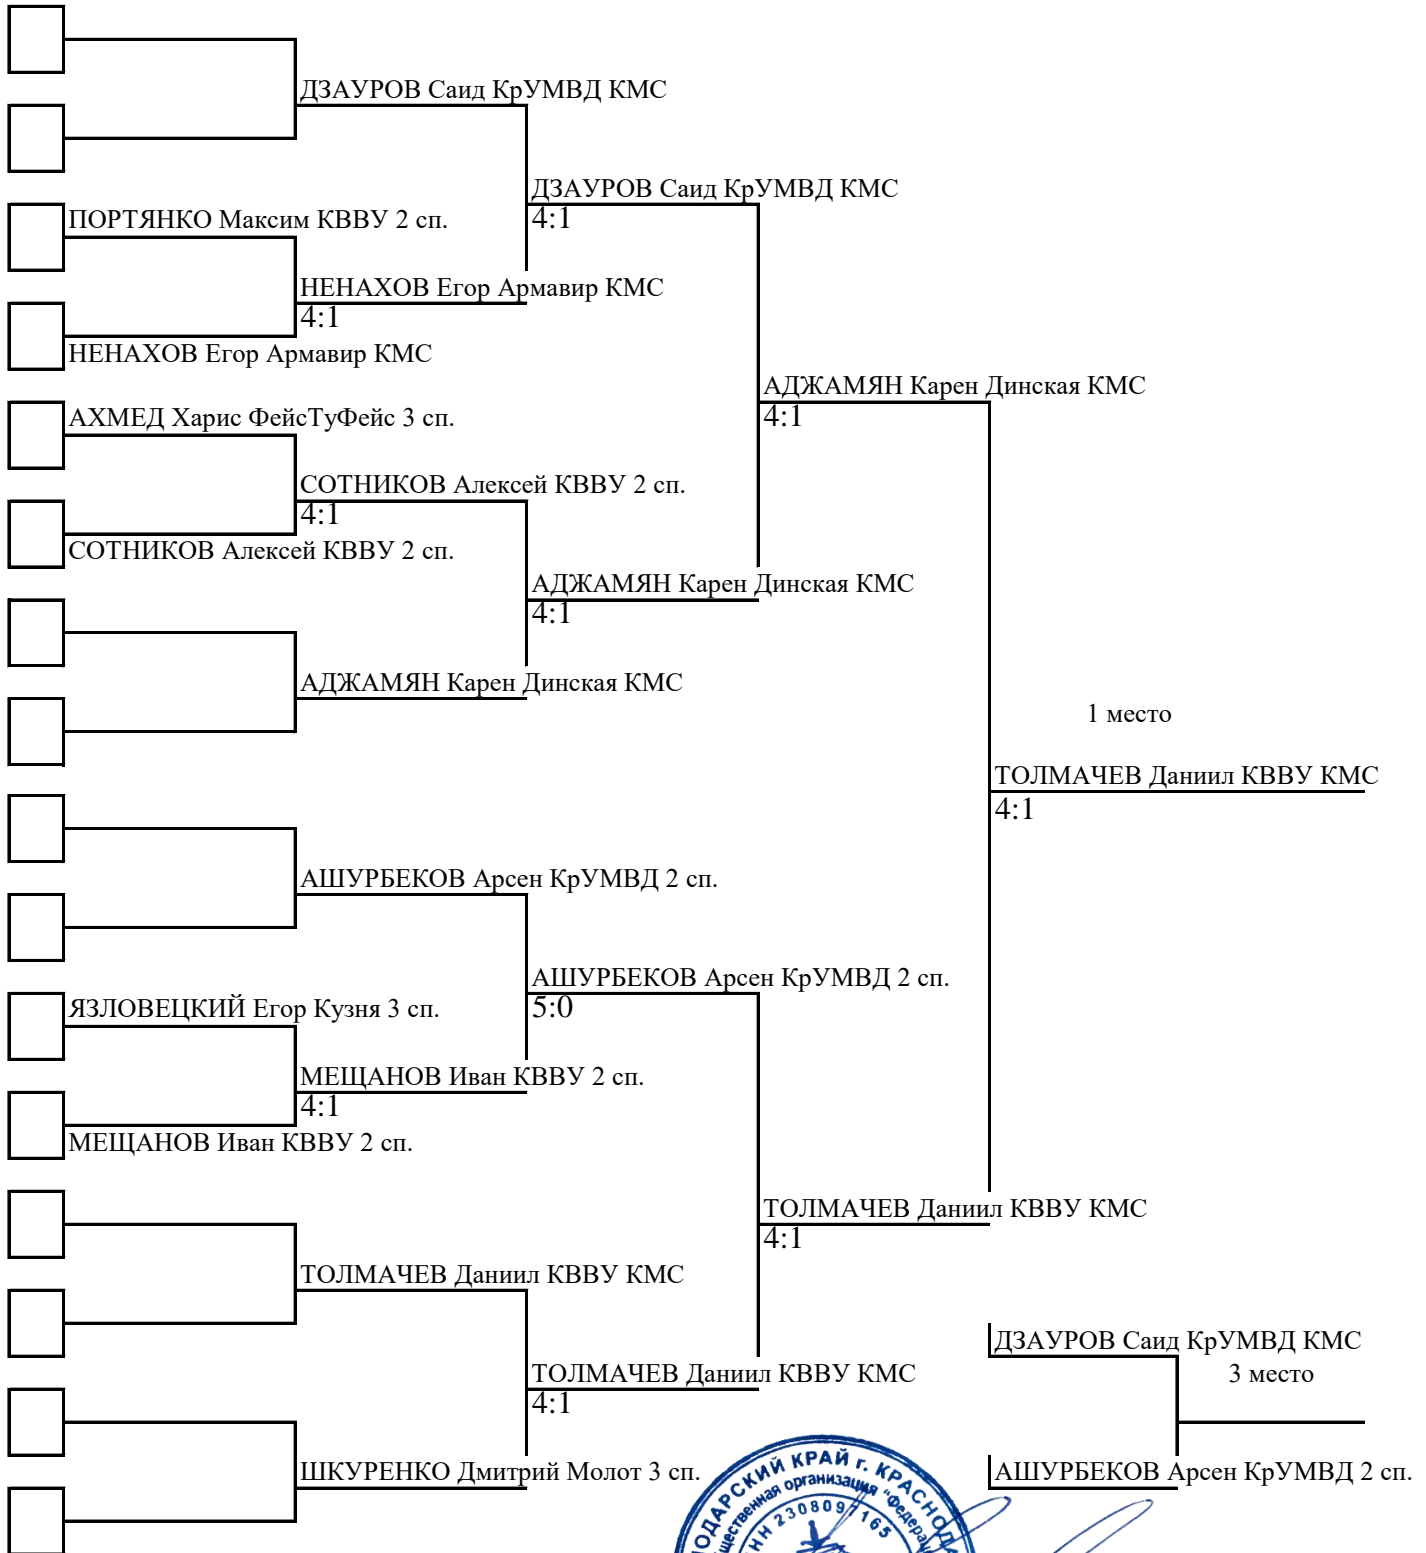 ДЗАУРОВ Саид КрУМВД КМС
ДЗАУРОВ Саид КрУМВД КМС
4:1
ПОРТЯНКО Максим КВВУ 2 сп.
НЕНАХОВ Егор Армавир КМС
4:1
НЕНАХОВ Егор Армавир КМС
АДЖАМЯН Карен Динская КМС
4:1
АХМЕД Харис ФейсТуФейс 3 сп.
СОТНИКОВ Алексей КВВУ 2 сп.
4:1
СОТНИКОВ Алексей КВВУ 2 сп.
АДЖАМЯН Карен Динская КМС
4:1
АДЖАМЯН Карен Динская КМС
1 место
ТОЛМАЧЕВ Даниил КВВУ КМС
4:1
АШУРБЕКОВ Арсен КрУМВД 2 сп.
АШУРБЕКОВ Арсен КрУМВД 2 сп.
5:0
ЯЗЛОВЕЦКИЙ Егор Кузня 3 сп.
МЕЩАНОВ Иван КВВУ 2 сп.
4:1
МЕЩАНОВ Иван КВВУ 2 сп.
ТОЛМАЧЕВ Даниил КВВУ КМС
4:1
ТОЛМАЧЕВ Даниил КВВУ КМС
ДЗАУРОВ Саид КрУМВД КМС
3 место
ТОЛМАЧЕВ Даниил КВВУ КМС
4:1
ШКУРЕНКО Дмитрий Молот 3 сп.
АШУРБЕКОВ Арсен КрУМВД 2 сп.
КРАЙ г.
организация
2308097165